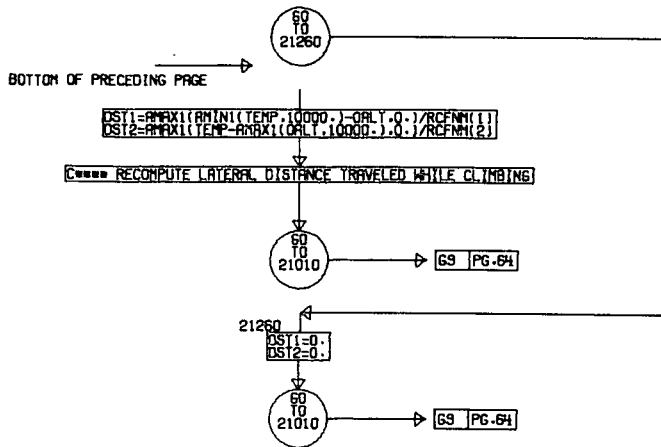 GO
TO
21260
BOTTOM OF PRECEDING PAGE
DST1=AMAX1(AMIN1(TEMP,10000.)-OALT,0.)/RCFNM(1)
DST2=AMAX1(TEMP-AMAX1(OALT,10000.),0.)/RCFNM(2)
C**** RECOMPUTE LATERAL DISTANCE TRAVELED WHILE CLIMBING
GO
TO
21010
G9 PG.64
21260
DST1=0.
DST2=0.
GO
TO
21010
G9 PG.64